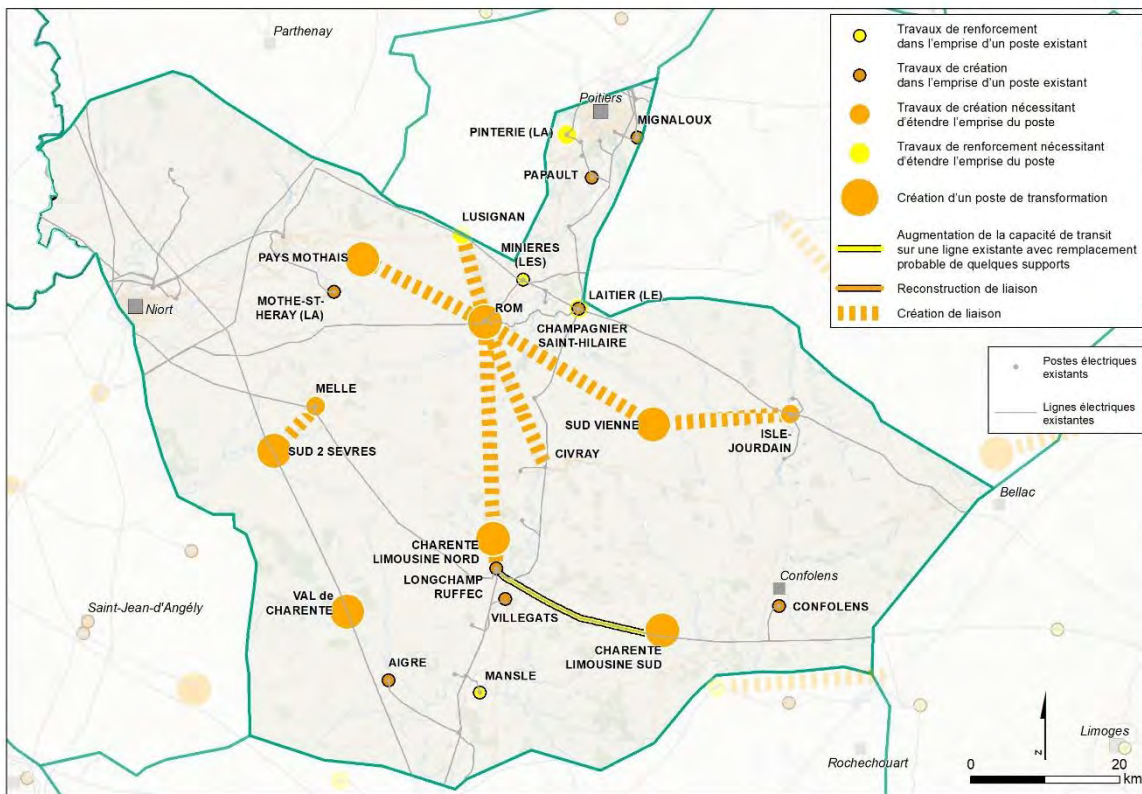 Parthenay
Poitiers
MIGNALOUX
PINTERIE (LA)
PAPAULT
LUSIGNAN
MINIERES
(LES)
PAYS MOTHAIS
MOTHE-ST-
HERAY (LA)
Niort
ROM
LAITIER (LE)
CHAMPAGNIER
SAINT-HILAIRE
MELLE
SUD 2 SEVRES
SUD VIENNE
ISLE-
JOURDAIN
CIVRAY
Bellac
CHARENTE
LIMOUSINE NORD
LONGCHAMP
RUFFEC
VILLEGATS
Confolens
CONFOLENS
VAL de
CHARENTE
Saint-Jean-d'Angély
CHARENTE
LIMOUSINE SUD
AIGRE
MANSLE
Rochechouart
Limoges
Travaux de renforcement
dans l'emprise d'un poste existant
Travaux de création
dans l'emprise d'un poste existant
Travaux de création nécessitant
d'étendre l'emprise du poste
Travaux de renforcement nécessitant
d'étendre l'emprise du poste
Création d'un poste de transformation
Augmentation de la capacité de transit
sur une ligne existante avec remplacement
probable de quelques supports
Reconstruction de liaison
Création de liaison
Postes électriques
existants
Lignes électriques
existantes
N
0 20
km